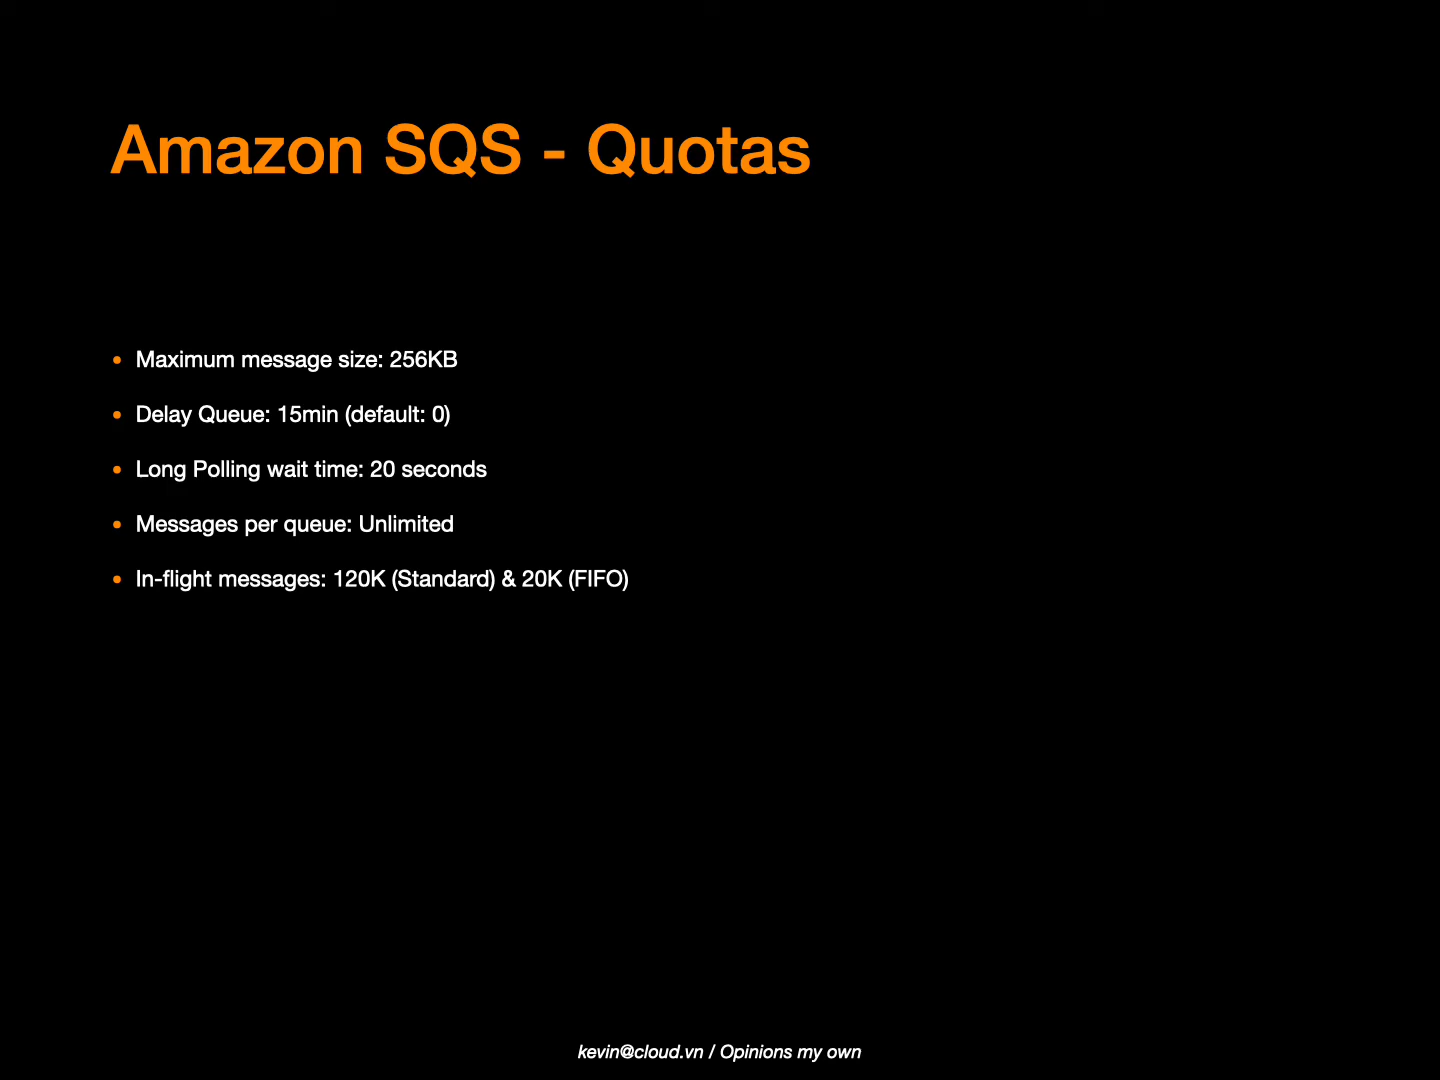 Amazon SQS - Quotas
• Maximum message size: 256KB
• Delay Queue: 15min (default: 0)
• Long Polling wait time: 20 seconds
• Messages per queue: Unlimited
• In-flight messages: 120K (Standard) & 20K (FIFO)
kevin@cloud.vn / Opinions my own